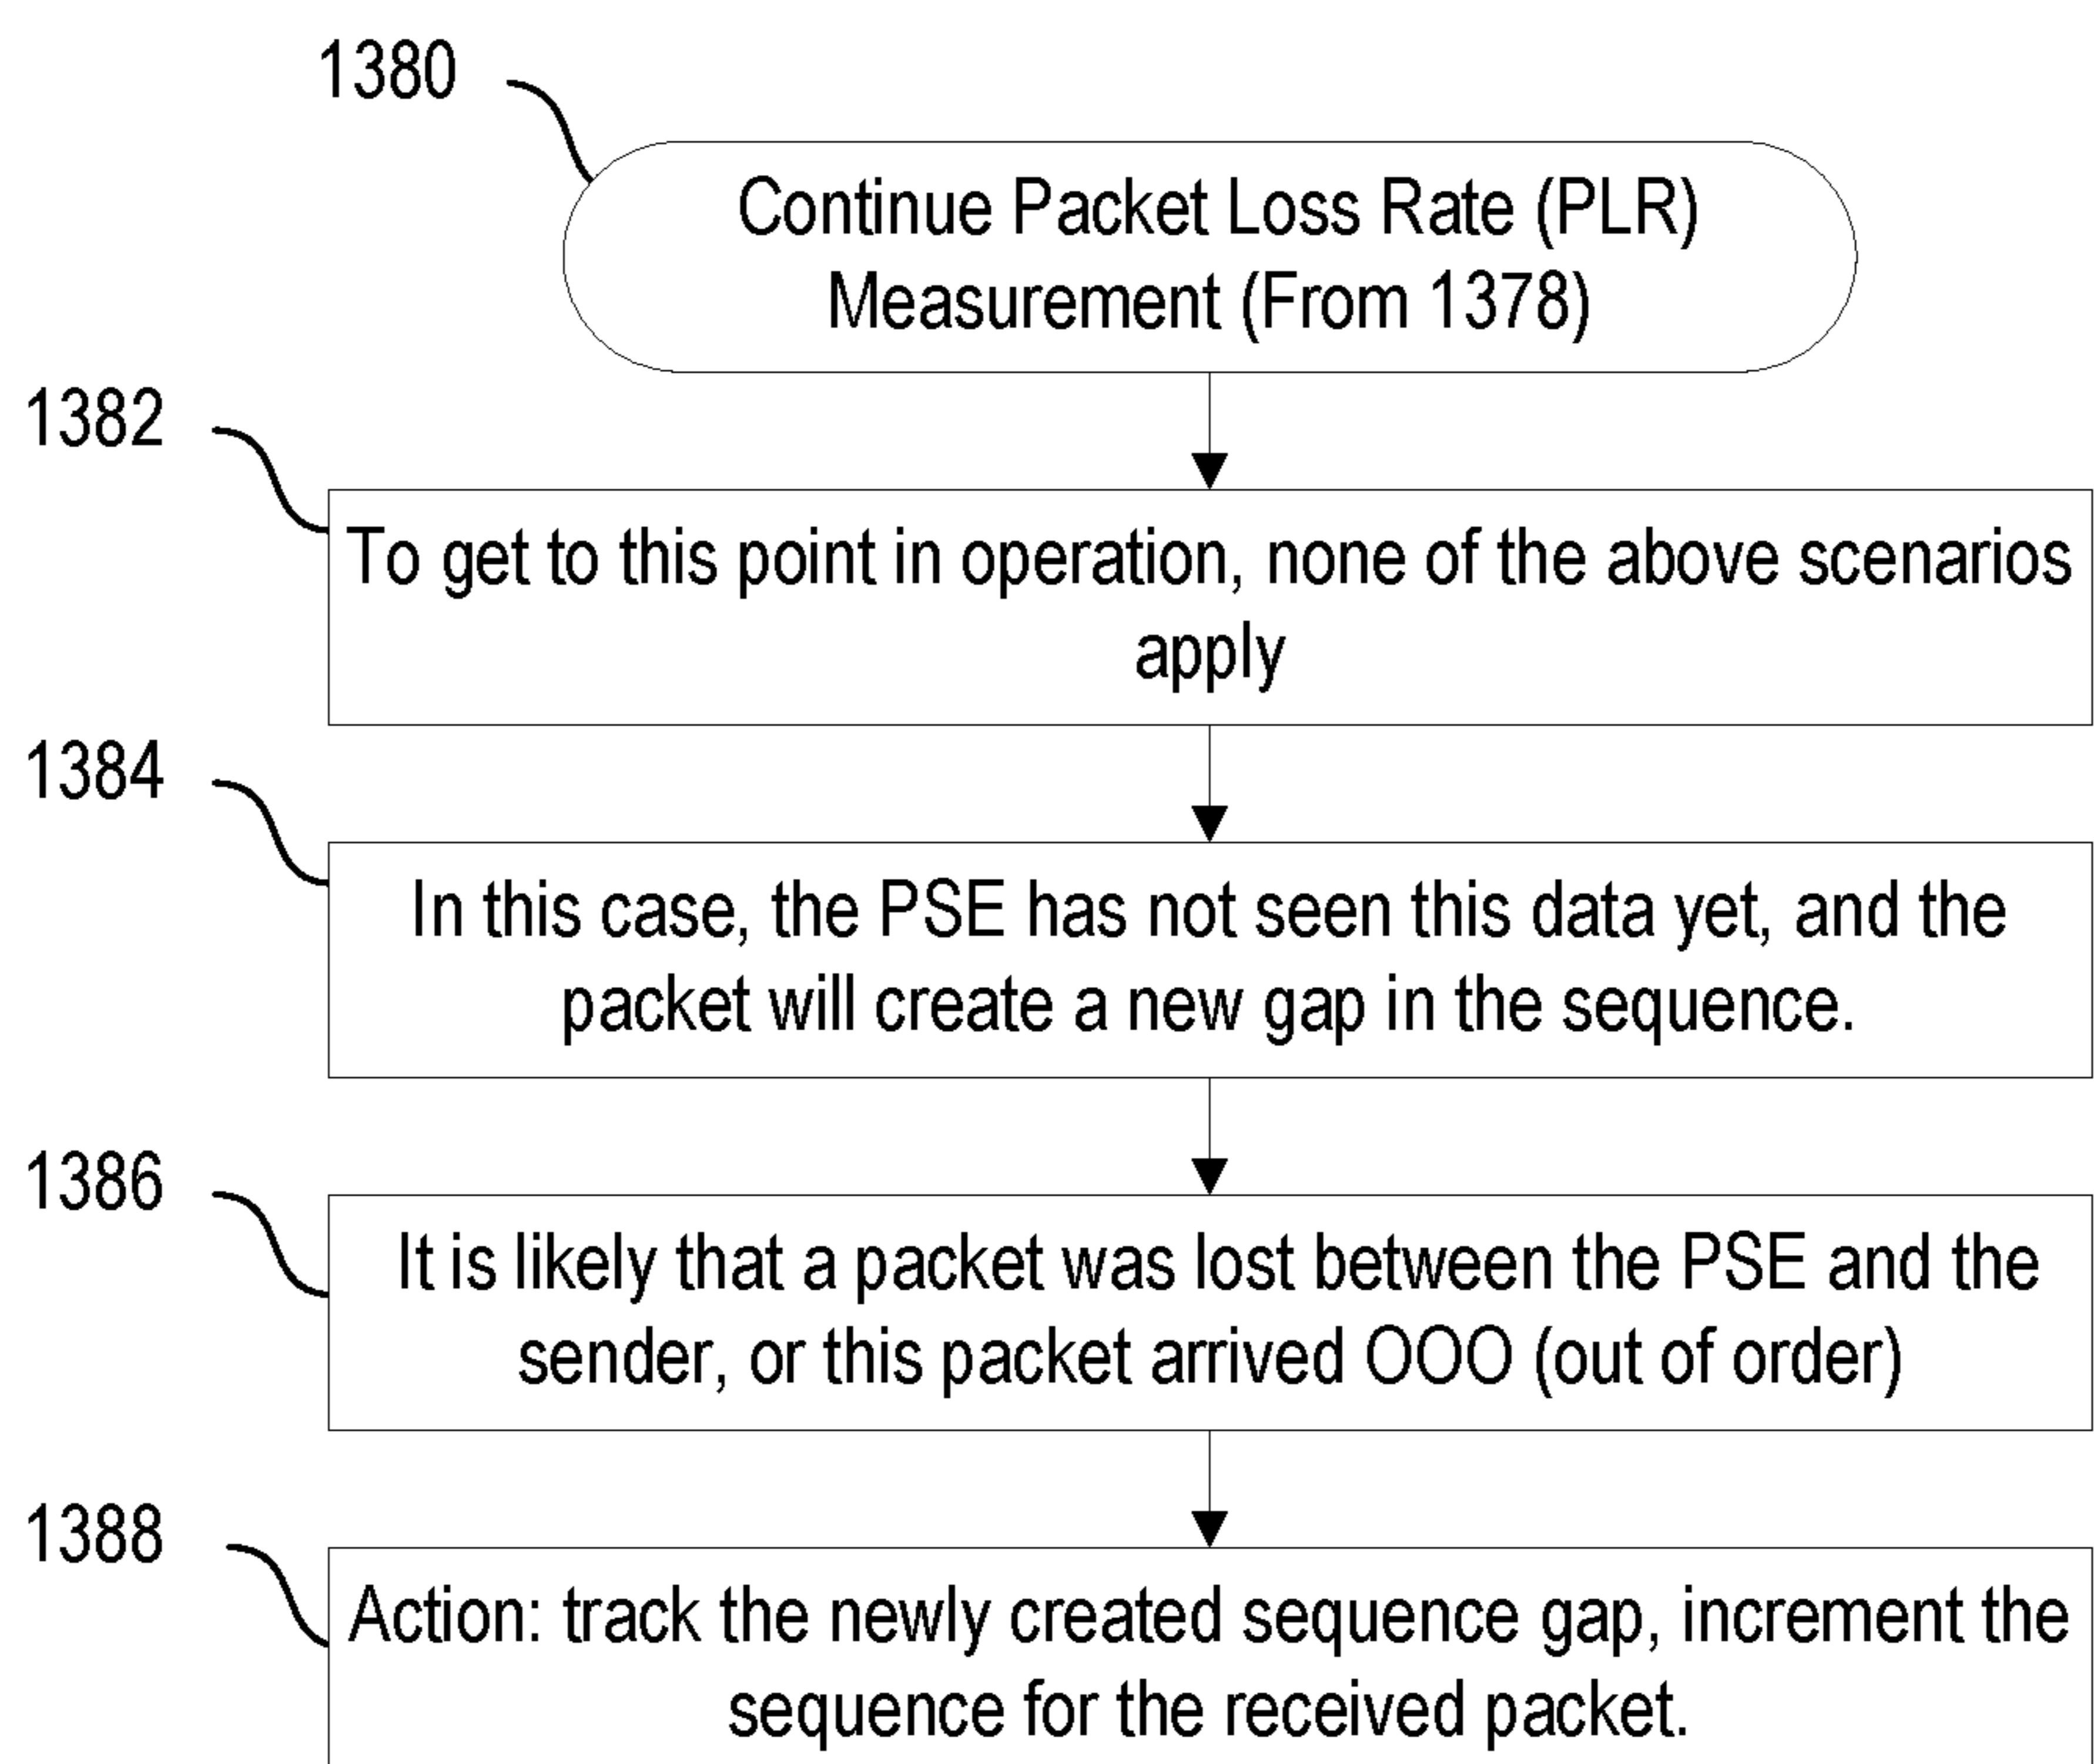 1380
Continue Packet Loss Rate (PLR)
Measurement (From 1378)
1382
To get to this point in operation, none of the above scenarios
apply
1384
In this case, the PSE has not seen this data yet, and the
packet will create a new gap in the sequence.
1386
It is likely that a packet was lost between the PSE and the
sender, or this packet arrived OOO (out of order)
1388
Action: track the newly created sequence gap, increment the
sequence for the received packet.